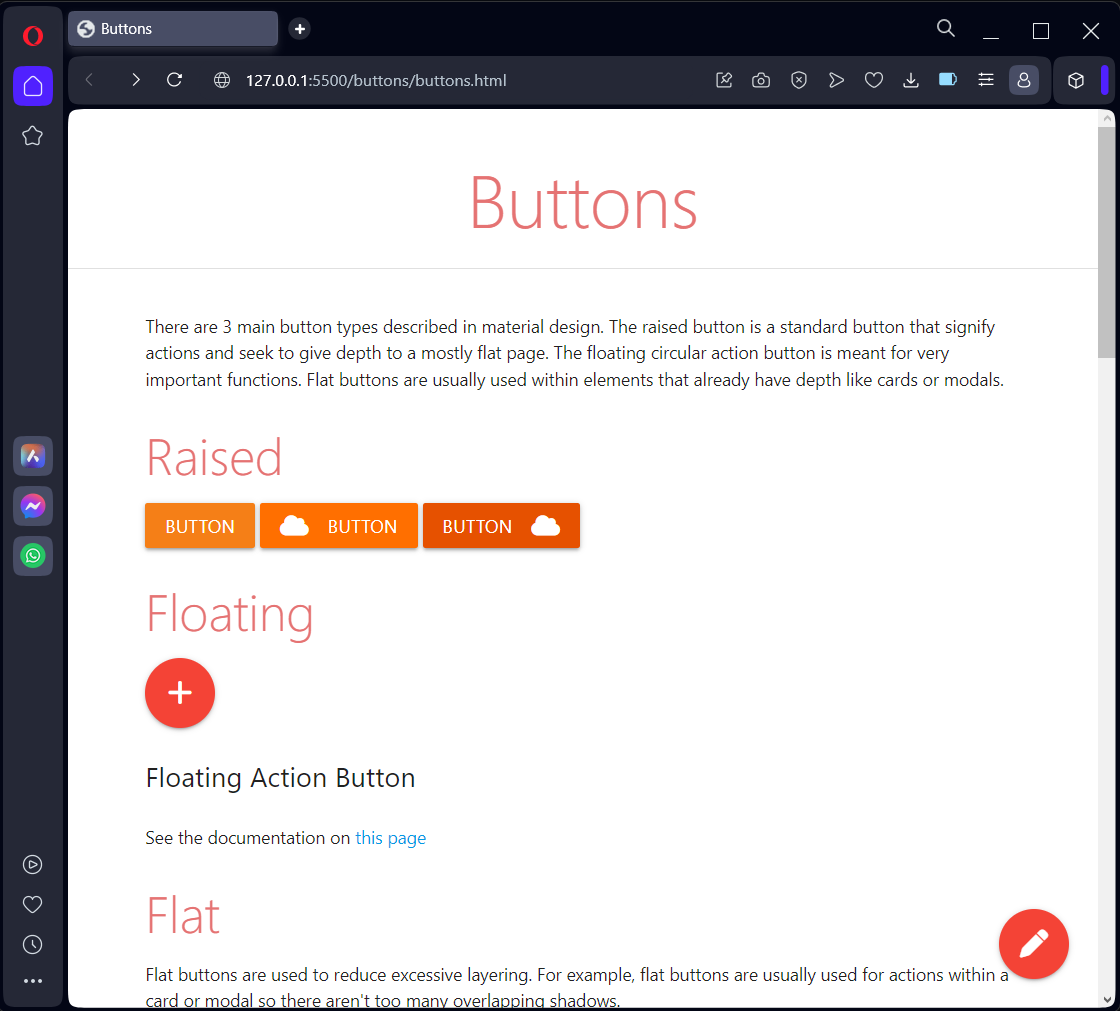 Buttons
127.0.0.1:5500/buttons/buttons.html
Buttons
There are 3 main button types described in material design. The raised button is a standard button that signify
actions and seek to give depth to a mostly flat page. The floating circular action button is meant for very
important functions. Flat buttons are usually used within elements that already have depth like cards or modals.
Raised
BUTTON BUTTON BUTTON
Floating
Floating Action Button
See the documentation on this page
Flat
Flat buttons are used to reduce excessive layering. For example, flat buttons are usually used for actions within a
card or modal so there aren't too many overlapping shadows.